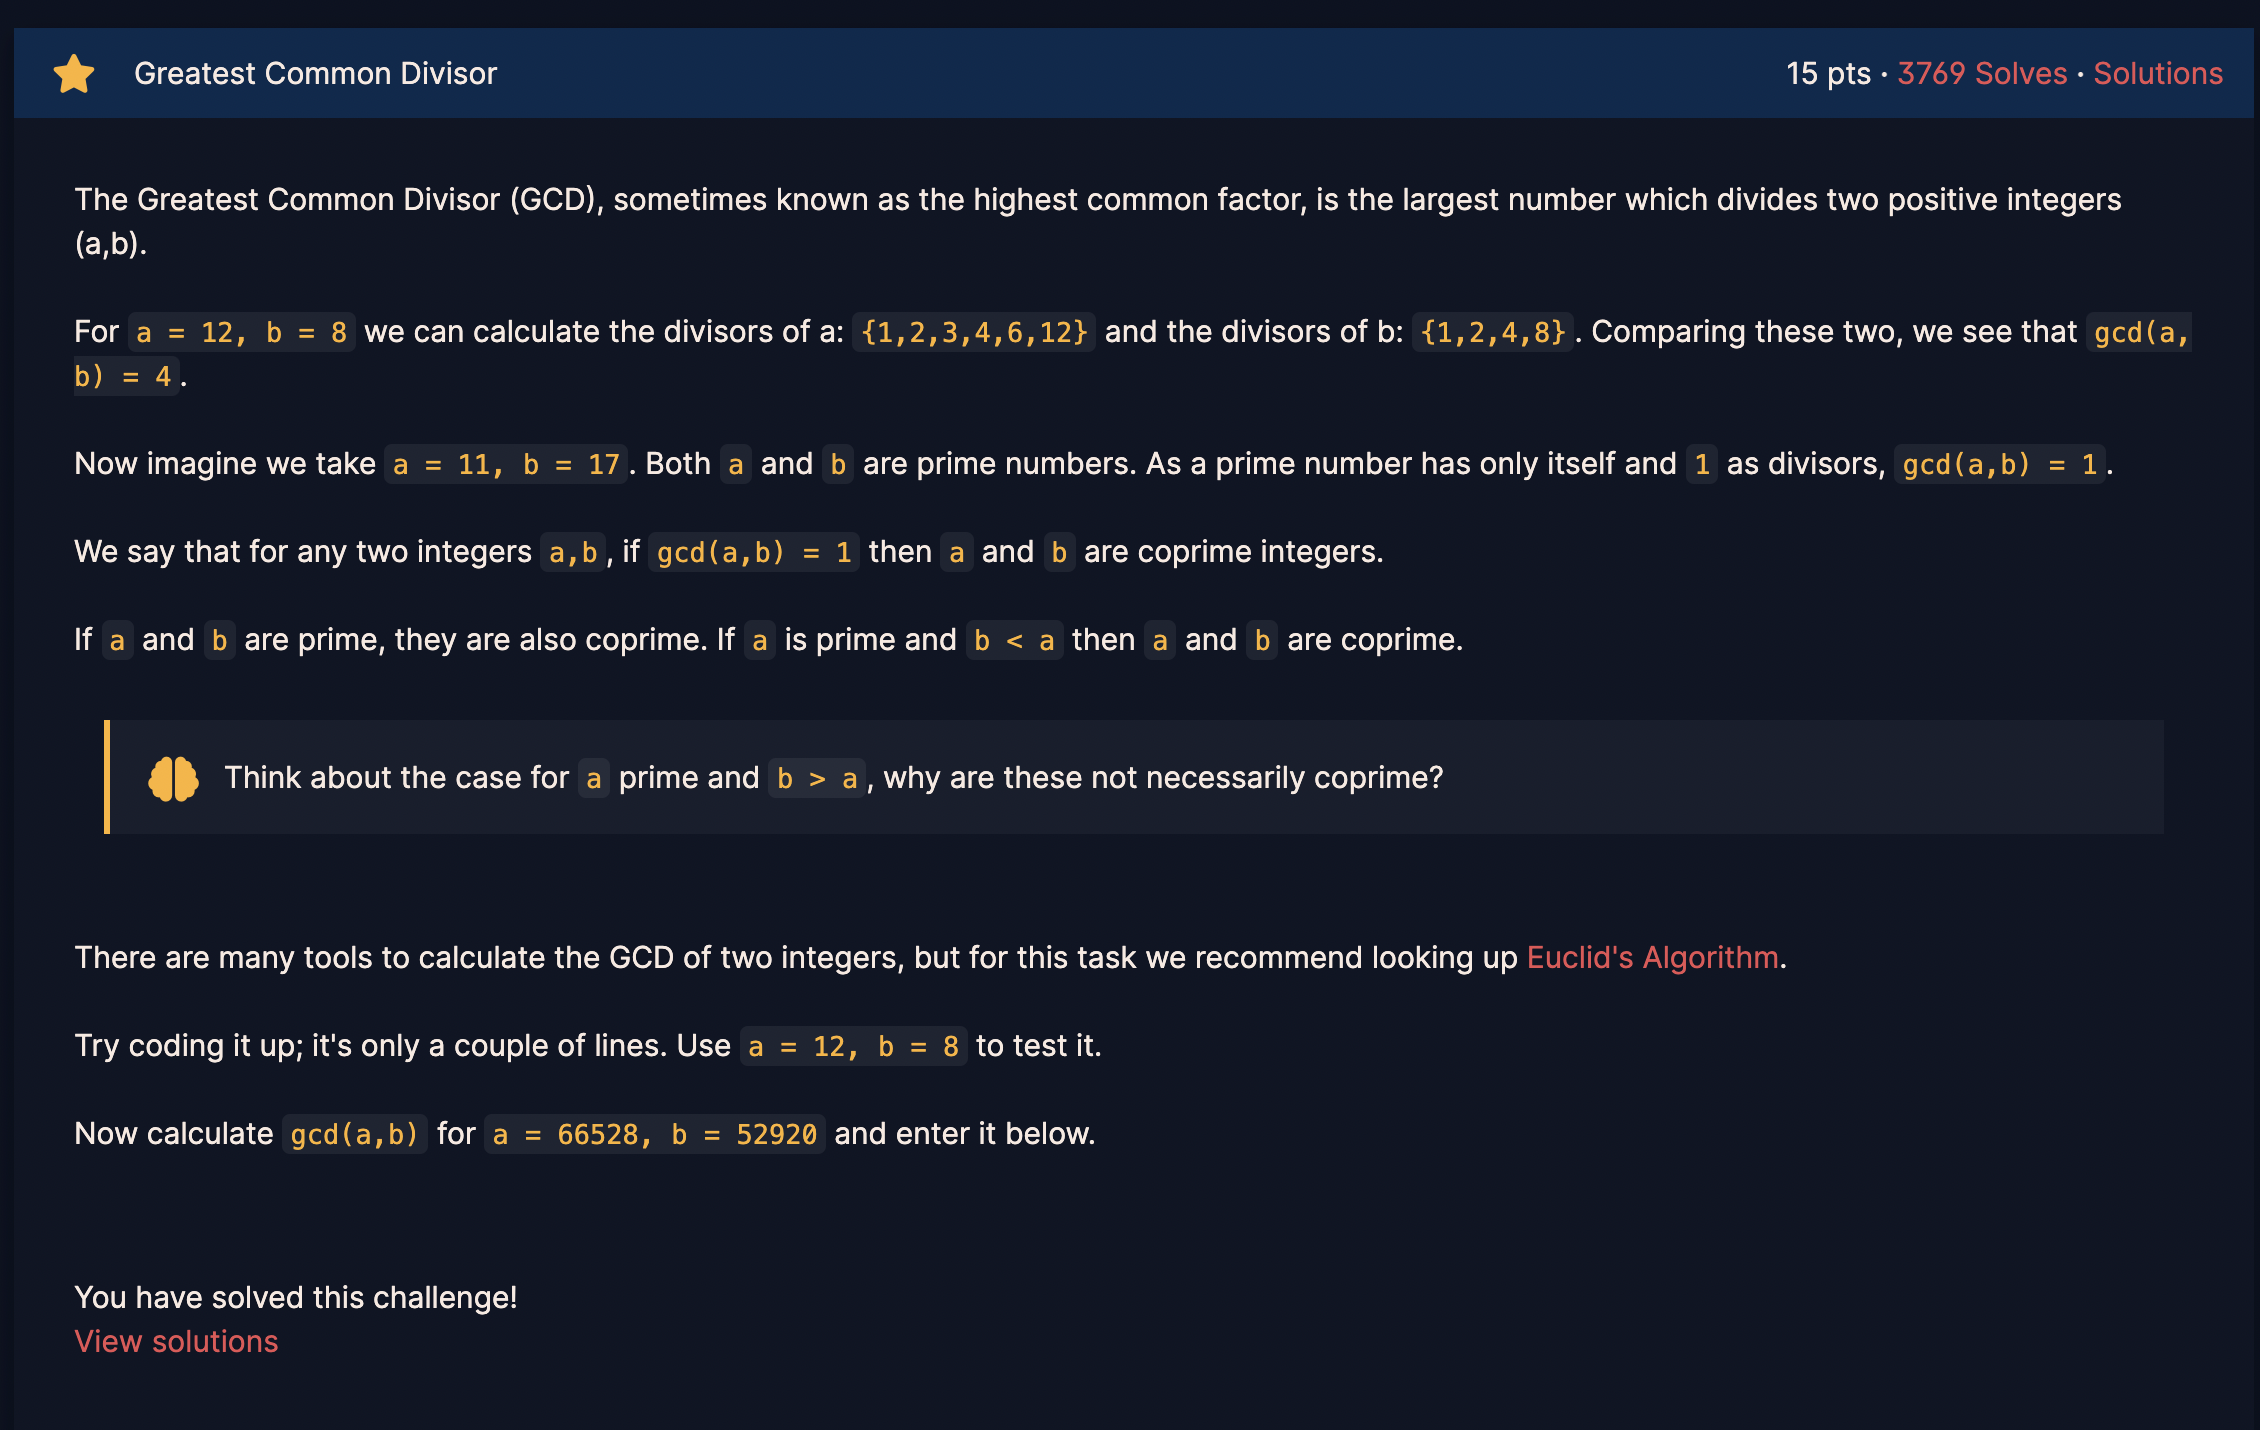 Greatest Common Divisor
15 pts · 3769 Solves · Solutions
The Greatest Common Divisor (GCD), sometimes known as the highest common factor, is the largest number which divides two positive integers
(a,b).
For a = 12, b = 8 we can calculate the divisors of a: {1,2,3,4,6,12} and the divisors of b: {1,2,4,8}. Comparing these two, we see that gcd(a,
b) = 4.
Now imagine we take a = 11, b = 17. Both a and b are prime numbers. As a prime number has only itself and 1 as divisors, gcd(a,b) = 1.
We say that for any two integers a,b, if gcd(a,b) = 1 then a and b are coprime integers.
If a and b are prime, they are also coprime. If a is prime and b < a then a and b are coprime.
Think about the case for a prime and b > a, why are these not necessarily coprime?
There are many tools to calculate the GCD of two integers, but for this task we recommend looking up Euclid's Algorithm.
Try coding it up; it's only a couple of lines. Use a = 12, b = 8 to test it.
Now calculate gcd(a,b) for a = 66528, b = 52920 and enter it below.
You have solved this challenge!
View solutions